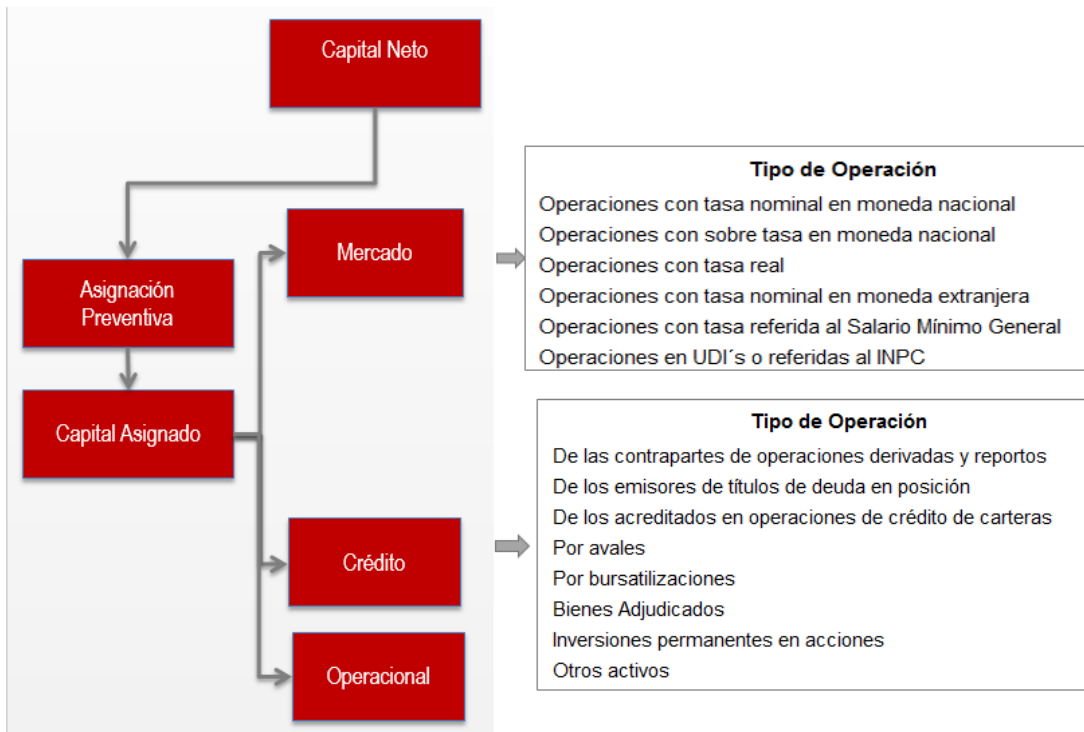 Capital Neto
Asignación
Preventiva
Capital Asignado
Mercado
Crédito
Operacional
Tipo de Operación
Operaciones con tasa nominal en moneda nacional
Operaciones con sobre tasa en moneda nacional
Operaciones con tasa real
Operaciones con tasa nominal en moneda extranjera
Operaciones con tasa referida al Salario Mínimo General
Operaciones en UDI´s o referidas al INPC
Tipo de Operación
De las contrapartes de operaciones derivadas y reportos
De los emisores de títulos de deuda en posición
De los acreditados en operaciones de crédito de carteras
Por avales
Por bursatilizaciones
Bienes Adjudicados
Inversiones permanentes en acciones
Otros activos